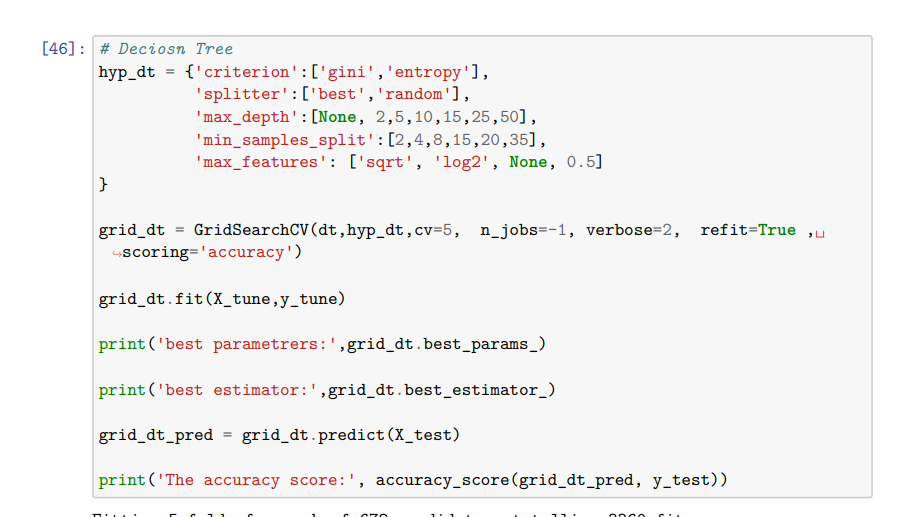 [46]: # Deciosn Tree
hyp_dt = {'criterion':['gini','entropy'],
'splitter':['best','random'],
'max_depth':[None, 2,5,10,15,25,50],
'min_samples_split':[2,4,8,15,20,35],
'max_features': ['sqrt', 'log2', None, 0.5]
}
grid_dt = GridSearchCV(dt,hyp_dt,cv=5,  n_jobs=-1, verbose=2,  refit=True ,␣
↪scoring='accuracy')
grid_dt.fit(X_tune,y_tune)
print('best parametrers:',grid_dt.best_params_)
print('best estimator:',grid_dt.best_estimator_)
grid_dt_pred = grid_dt.predict(X_test)
print('The accuracy score:', accuracy_score(grid_dt_pred, y_test))